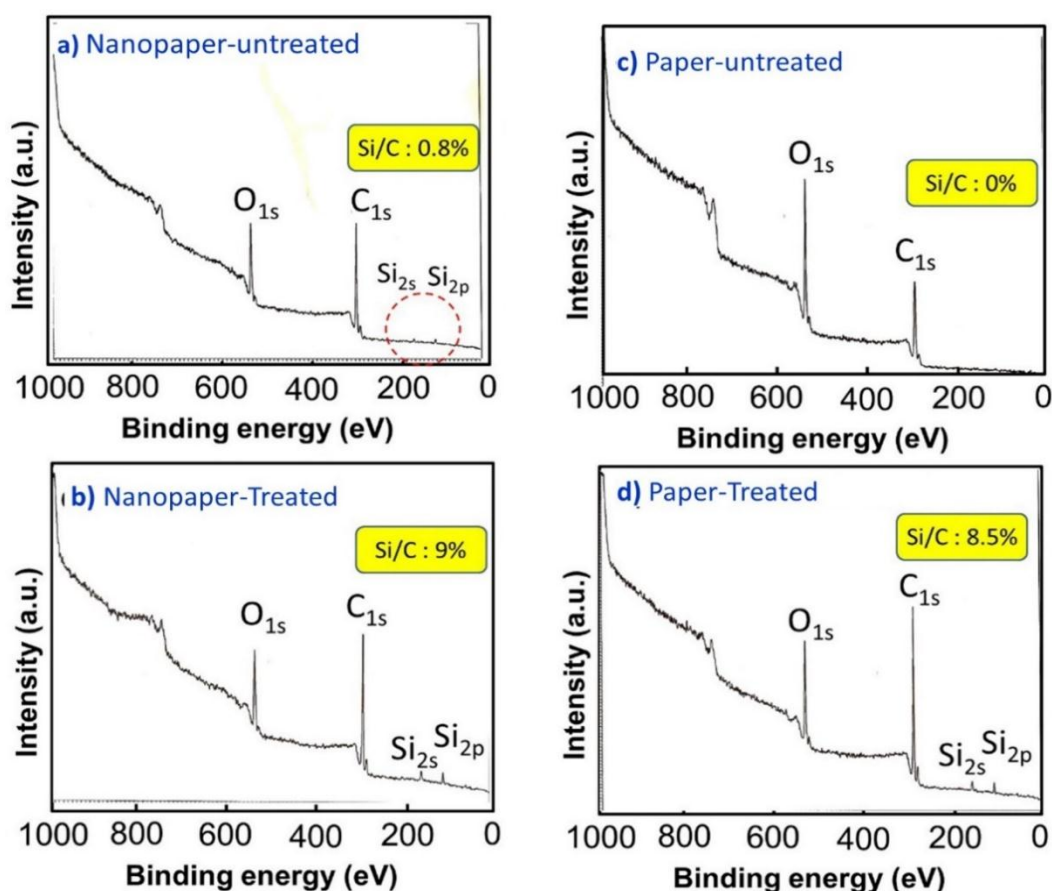 a) Nanopaper-untreated
Si/C : 0.8%
O1s
C1s
Si2s
Si2p
Intensity (a.u.)
1000 800 600 400 200 0
Binding energy (eV)
c) Paper-untreated
Si/C : 0%
O1s
C1s
Intensity (a.u.)
1000 800 600 400 200 0
Binding energy (eV)
b) Nanopaper-Treated
Si/C : 9%
O1s
C1s
Si2s
Si2p
Intensity (a.u.)
1000 800 600 400 200 0
Binding energy (eV)
d) Paper-Treated
Si/C : 8.5%
O1s
C1s
Si2s
Si2p
Intensity (a.u.)
1000 800 600 400 200 0
Binding energy (eV)